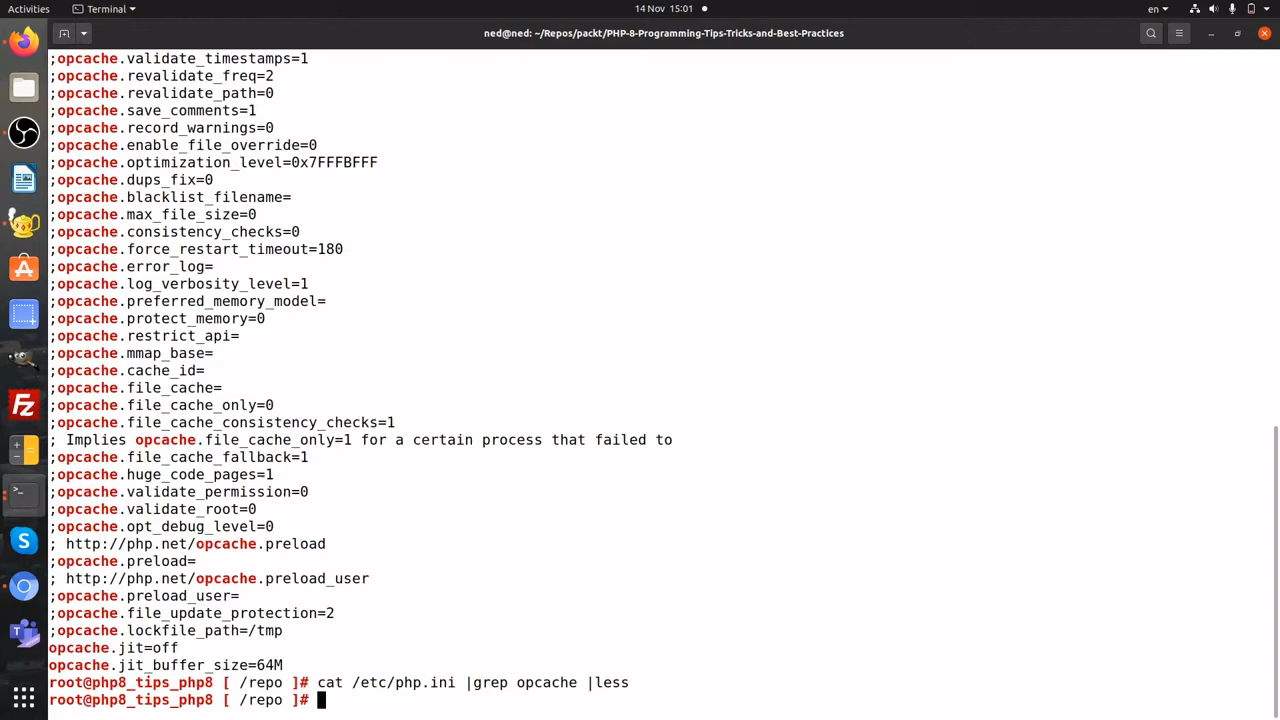 Activities
Terminal
14 Nov 15:01
en
ned@ned: ~/Repos/packt/PHP-8-Programming-Tips-Tricks-and-Best-Practices
;opcache.validate_timestamps=1
;opcache.revalidate_freq=2
;opcache.revalidate_path=0
;opcache.save_comments=1
;opcache.record_warnings=0
;opcache.enable_file_override=0
;opcache.optimization_level=0x7FFFBFFF
;opcache.dups_fix=0
;opcache.blacklist_filename=
;opcache.max_file_size=0
;opcache.consistency_checks=0
;opcache.force_restart_timeout=180
;opcache.error_log=
;opcache.log_verbosity_level=1
;opcache.preferred_memory_model=
;opcache.protect_memory=0
;opcache.restrict_api=
;opcache.mmap_base=
;opcache.cache_id=
;opcache.file_cache=
;opcache.file_cache_only=0
;opcache.file_cache_consistency_checks=1
; Implies opcache.file_cache_only=1 for a certain process that failed to
;opcache.file_cache_fallback=1
;opcache.huge_code_pages=1
;opcache.validate_permission=0
;opcache.validate_root=0
;opcache.opt_debug_level=0
; http://php.net/opcache.preload
;opcache.preload=
; http://php.net/opcache.preload_user
;opcache.preload_user=
;opcache.file_update_protection=2
;opcache.lockfile_path=/tmp
opcache.jit=off
opcache.jit_buffer_size=64M
root@php8_tips_php8 [ /repo ]# cat /etc/php.ini |grep opcache |less
root@php8_tips_php8 [ /repo ]#